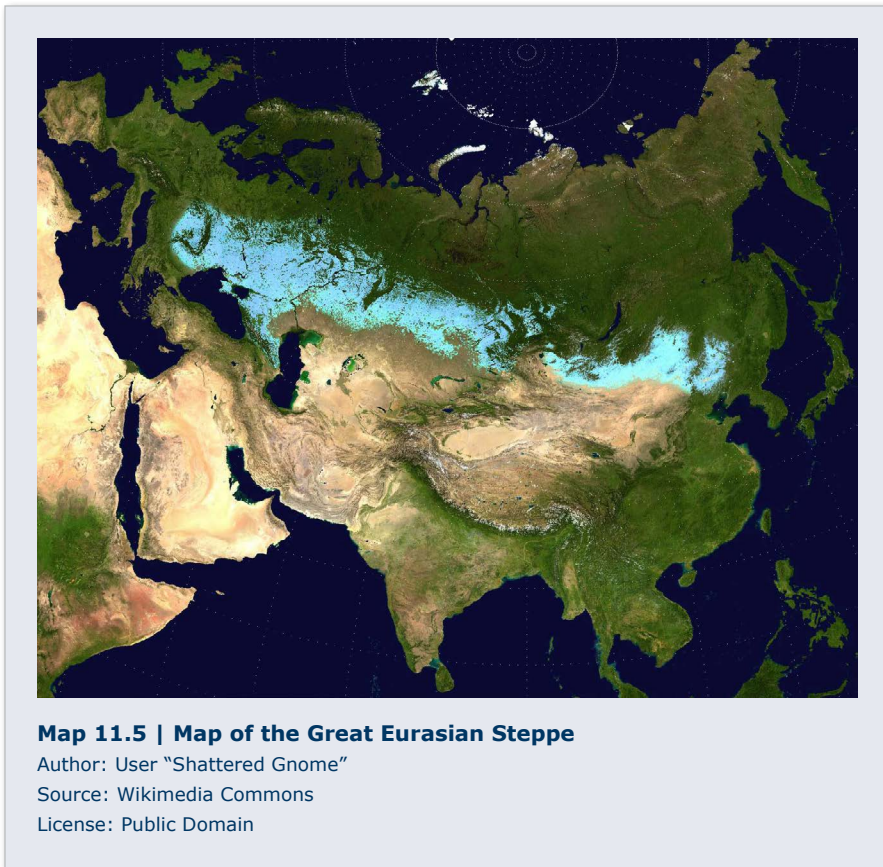 Map 11.5 | Map of the Great Eurasian Steppe
Author: User “Shattered Gnome”
Source: Wikimedia Commons
License: Public Domain